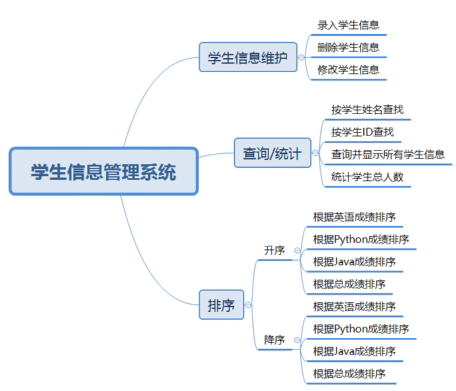 学生信息管理系统
学生信息维护
录入学生信息
删除学生信息
修改学生信息
查询/统计
按学生姓名查找
按学生ID查找
查询并显示所有学生信息
统计学生总人数
排序
升序
根据英语成绩排序
根据Python成绩排序
根据Java成绩排序
根据总成绩排序
降序
根据英语成绩排序
根据Python成绩排序
根据Java成绩排序
根据总成绩排序